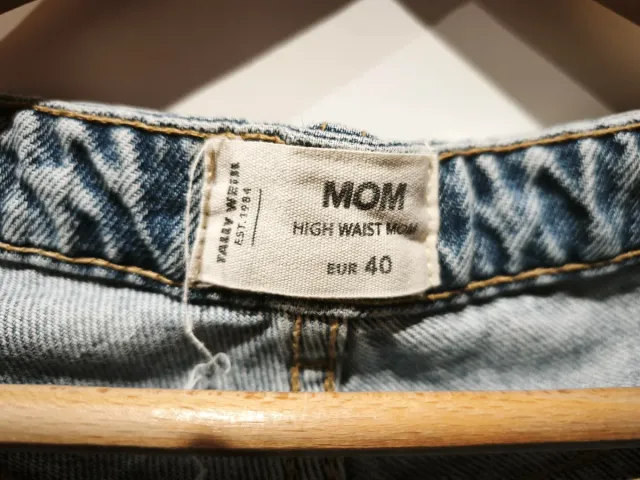 TALLY WEiJL
EST. 1984
MOM
HIGH WAIST MOM
EUR 40